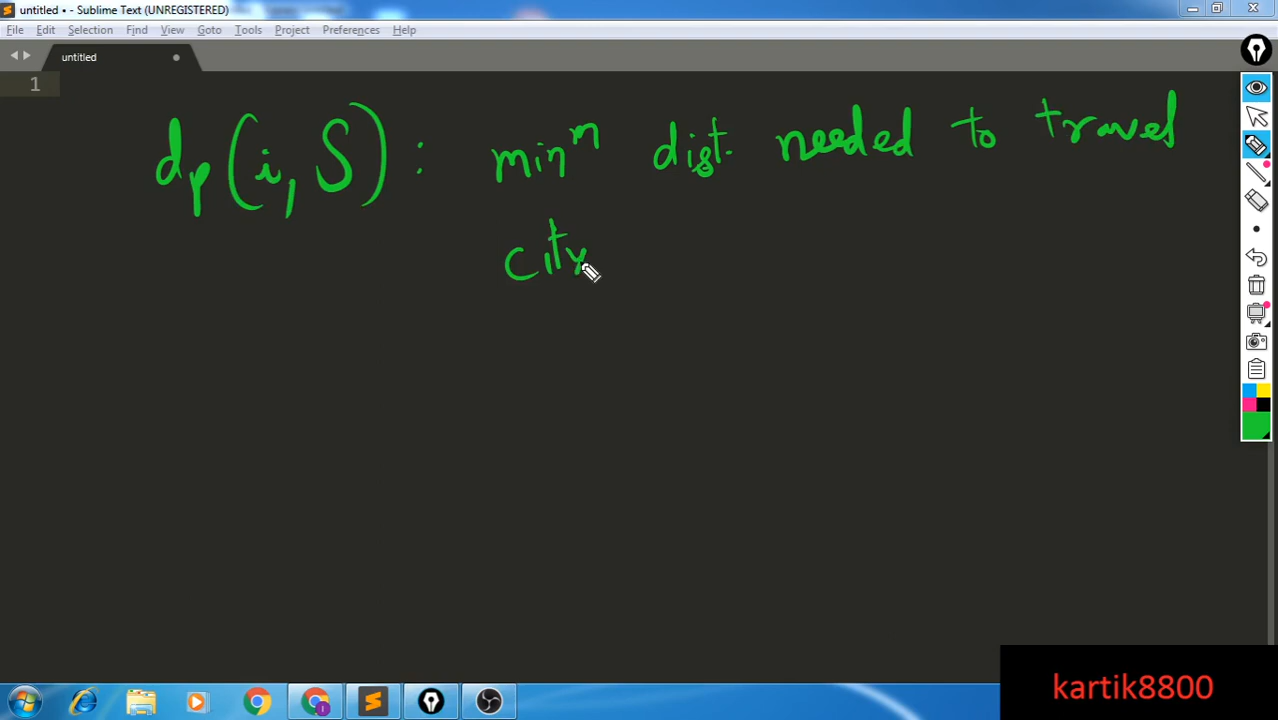 untitled • - Sublime Text (UNREGISTERED)
File Edit Selection Find View Goto Tools Project Preferences Help
untitled
1
dp(i, S) : minᵐ dist. needed to travel
city
kartik8800